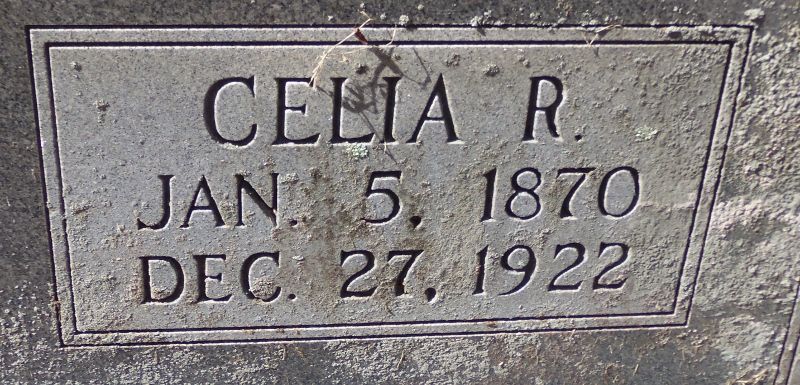 CELIA R.
JAN. 5, 1870
DEC. 27, 1922